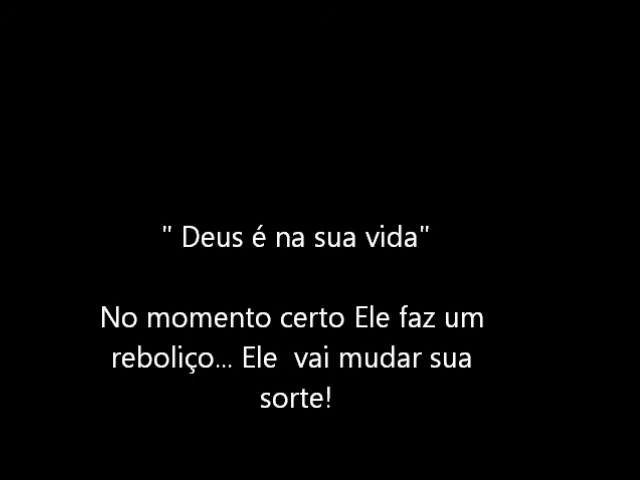 " Deus é na sua vida"
No momento certo Ele faz um
reboliço... Ele  vai mudar sua
sorte!